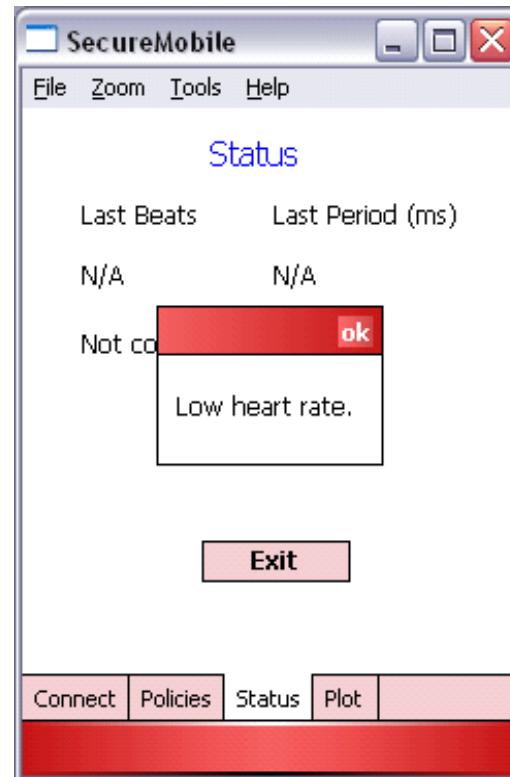 SecureMobile
File Zoom Tools Help
Status
Last Beats Last Period (ms)
N/A N/A
Not co
ok
Low heart rate.
Exit
Connect Policies Status Plot